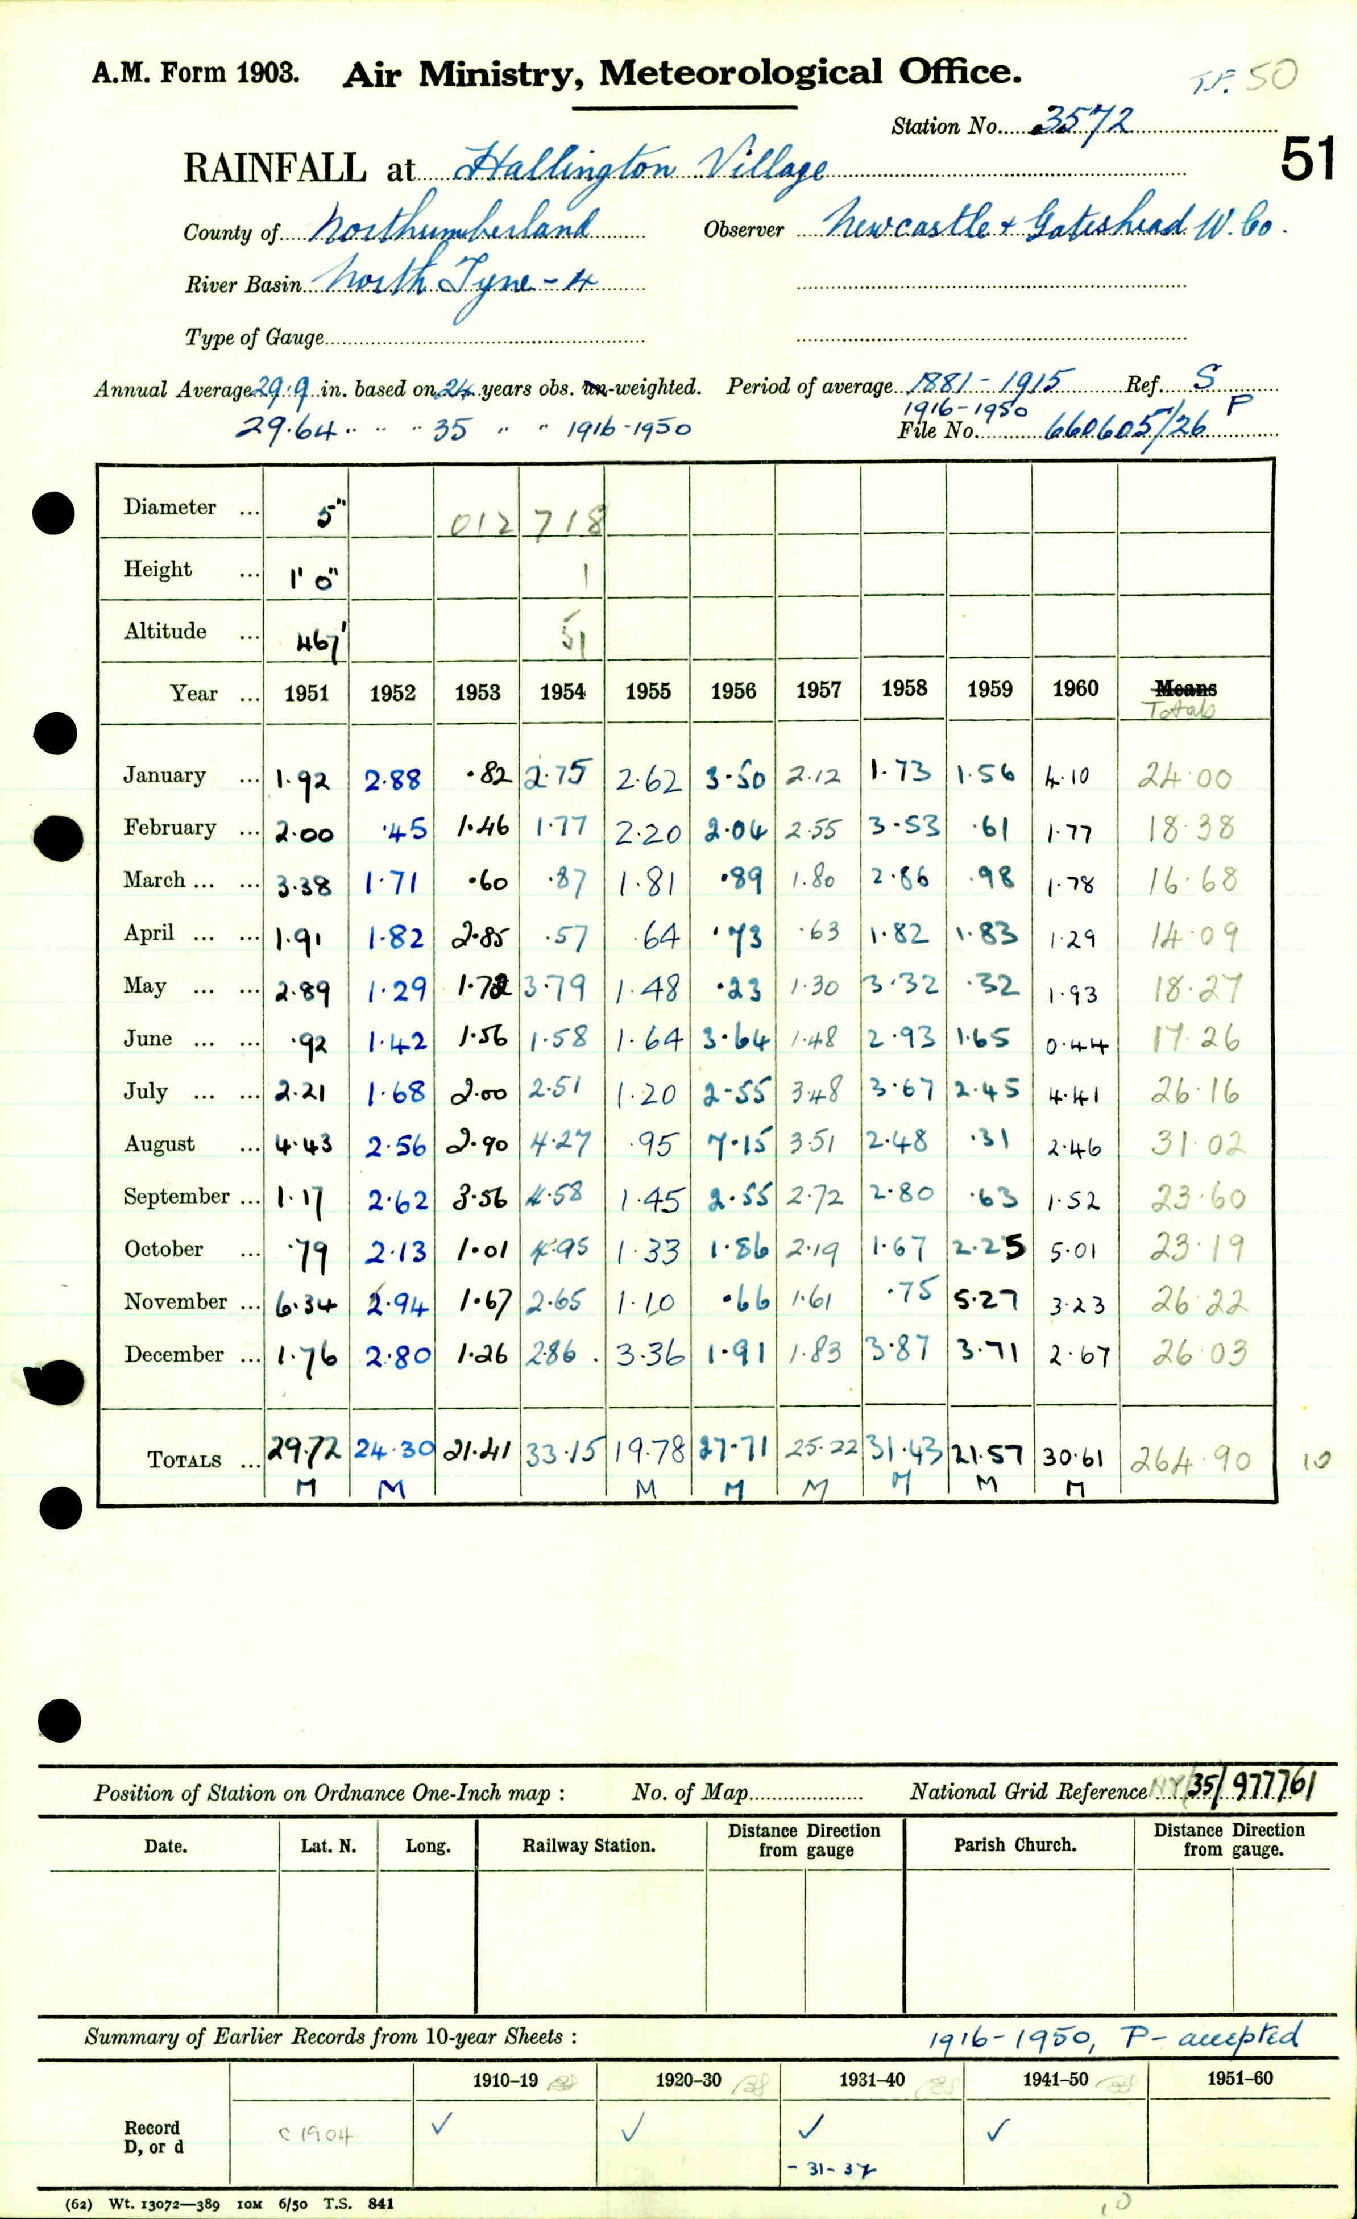 A.M. Form 1903. Air Ministry, Meteorological Office. T.P. 50
Station No. 3572
51
RAINFALL at Hallington Village
County of Northumberland Observer Newcastle & Gateshead W. Co.
River Basin North Tyne - 4
Type of Gauge
Annual Average 29.9 in. based on 24 years obs. un-weighted. Period of average 1881-1915 Ref. S
29.64 " " " 35 " " 1916-1950 1916-1950 P
File No. 660605/26
Diameter ... 5" 012 718
Height ... 1' 0" 1
Altitude ... 467' 51
Year ... 1951 1952 1953 1954 1955 1956 1957 1958 1959 1960 Means
Totals
January ... 1.92 2.88 .82 2.75 2.62 3.50 2.12 1.73 1.56 4.10 24.00
February ... 2.00 .45 1.46 1.77 2.20 2.04 2.55 3.53 .61 1.77 18.38
March ... ... 3.38 1.71 .60 .87 1.81 .89 1.80 2.86 .98 1.78 16.68
April ... ... 1.91 1.82 2.85 .57 .64 .73 .63 1.82 1.83 1.29 14.09
May ... ... 2.89 1.29 1.72 3.79 1.48 .23 1.30 3.32 .32 1.93 18.27
June ... ... .92 1.42 1.56 1.58 1.64 3.64 1.48 2.93 1.65 0.44 17.26
July ... ... 2.21 1.68 2.00 2.51 1.20 2.55 3.48 3.67 2.45 4.41 26.16
August ... 4.43 2.56 2.90 4.27 .95 7.15 3.51 2.48 .31 2.46 31.02
September ... 1.17 2.62 3.56 4.58 1.45 2.55 2.72 2.80 .63 1.52 23.60
October ... .79 2.13 1.01 4.95 1.33 1.86 2.19 1.67 2.25 5.01 23.19
November ... 6.34 2.94 1.67 2.65 1.10 .66 1.61 .75 5.27 3.23 26.22
December ... 1.76 2.80 1.26 2.86 3.36 1.91 1.83 3.87 3.71 2.67 26.03
TOTALS ... 29.72 24.30 21.41 33.15 19.78 27.71 25.22 31.43 21.57 30.61 264.90 10
M M M M M M M M
Position of Station on Ordnance One-Inch map : No. of Map National Grid Reference NY 35/977761
Date. Lat. N. Long. Railway Station. Distance from Direction gauge Parish Church. Distance from Direction gauge.
Summary of Earlier Records from 10-year Sheets : 1916-1950, P- accepted
1910-19 1920-30 1931-40 1941-50 1951-60
Record
D, or d c 1904 ✓ ✓ ✓ ✓
- 31-37
(62) Wt. 13072—389 10M 6/50 T.S. 841 10